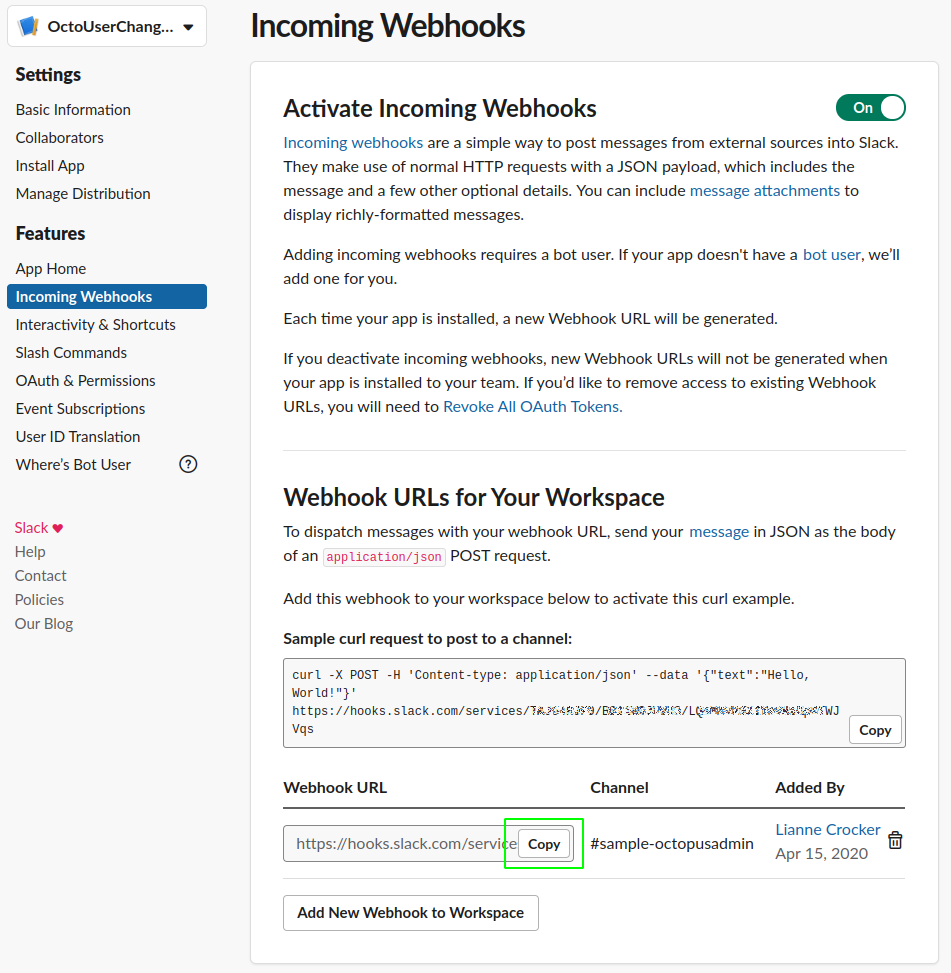 OctoUserChang...
Settings
Basic Information
Collaborators
Install App
Manage Distribution
Features
App Home
Incoming Webhooks
Interactivity & Shortcuts
Slash Commands
OAuth & Permissions
Event Subscriptions
User ID Translation
Where's Bot User ?
Slack ♥
Help
Contact
Policies
Our Blog
Incoming Webhooks
Activate Incoming Webhooks On
Incoming webhooks are a simple way to post messages from external sources into Slack.
They make use of normal HTTP requests with a JSON payload, which includes the
message and a few other optional details. You can include message attachments to
display richly-formatted messages.
Adding incoming webhooks requires a bot user. If your app doesn't have a bot user, we'll
add one for you.
Each time your app is installed, a new Webhook URL will be generated.
If you deactivate incoming webhooks, new Webhook URLs will not be generated when
your app is installed to your team. If you'd like to remove access to existing Webhook
URLs, you will need to Revoke All OAuth Tokens.
Webhook URLs for Your Workspace
To dispatch messages with your webhook URL, send your message in JSON as the body
of an application/json POST request.
Add this webhook to your workspace below to activate this curl example.
Sample curl request to post to a channel:
curl -X POST -H 'Content-type: application/json' --data '{"text":"Hello,
World!"}'
https://hooks.slack.com/services/ WJ
Vqs
Copy
Webhook URL Channel Added By
https://hooks.slack.com/service Copy #sample-octopusadmin Lianne Crocker
Apr 15, 2020
Add New Webhook to Workspace